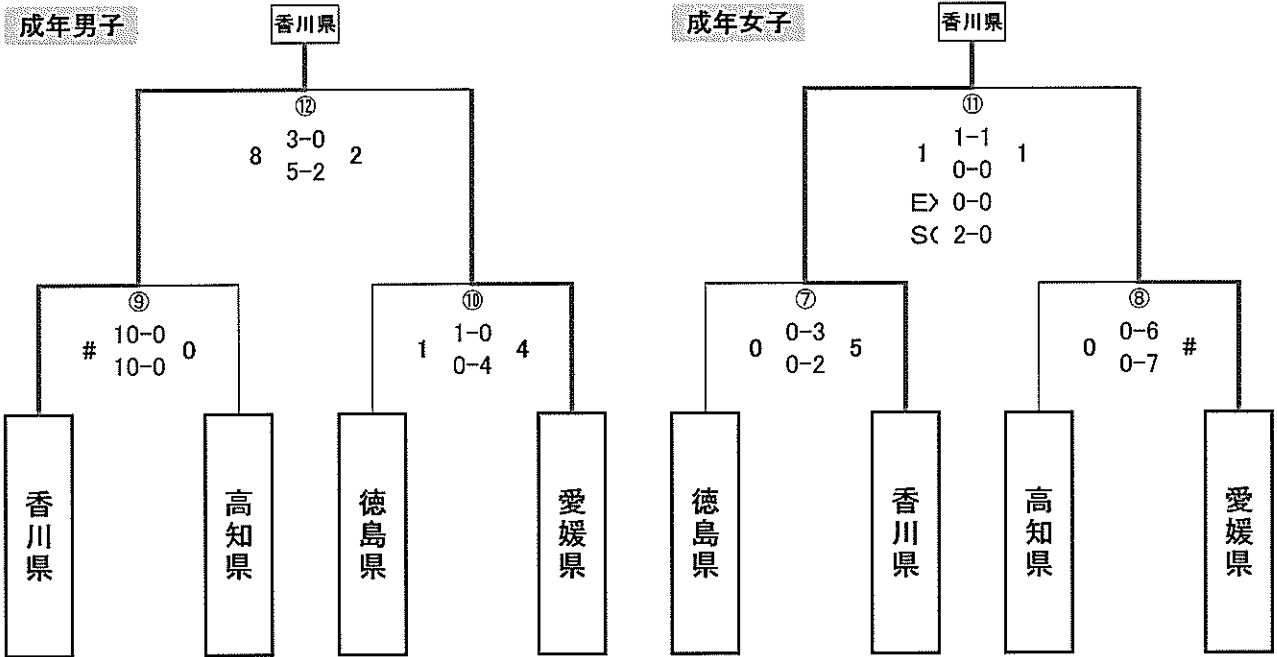 成年男子
香川県
⑫
3-0
8 2
5-2
⑨
10-0
# 0
10-0
⑩
1-0
1 4
0-4
香川県
高知県
徳島県
愛媛県
成年女子
香川県
⑪
1-1
1 1
0-0
0-0
2-0
⑦
0-3
0 5
0-2
⑧
0-6
0 #
0-7
徳島県
香川県
高知県
愛媛県